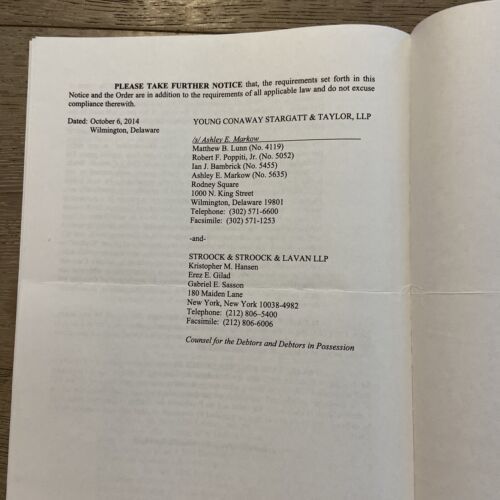 PLEASE TAKE FURTHER NOTICE that, the requirements set forth in this
Notice and the Order are in addition to the requirements of all applicable law and do not excuse
compliance therewith.
Dated: October 6, 2014
Wilmington, Delaware
YOUNG CONAWAY STARGATT & TAYLOR, LLP
/s/ Ashley E. Markow
Matthew B. Lunn (No. 4119)
Robert F. Poppiti, Jr. (No. 5052)
Ian J. Bambrick (No. 5455)
Ashley E. Markow (No. 5635)
Rodney Square
1000 N. King Street
Wilmington, Delaware 19801
Telephone: (302) 571-6600
Facsimile: (302) 571-1253
-and-
STROOCK & STROOCK & LAVAN LLP
Kristopher M. Hansen
Erez E. Gilad
Gabriel E. Sasson
180 Maiden Lane
New York, New York 10038-4982
Telephone: (212) 806-5400
Facsimile: (212) 806-6006
Counsel for the Debtors and Debtors in Possession